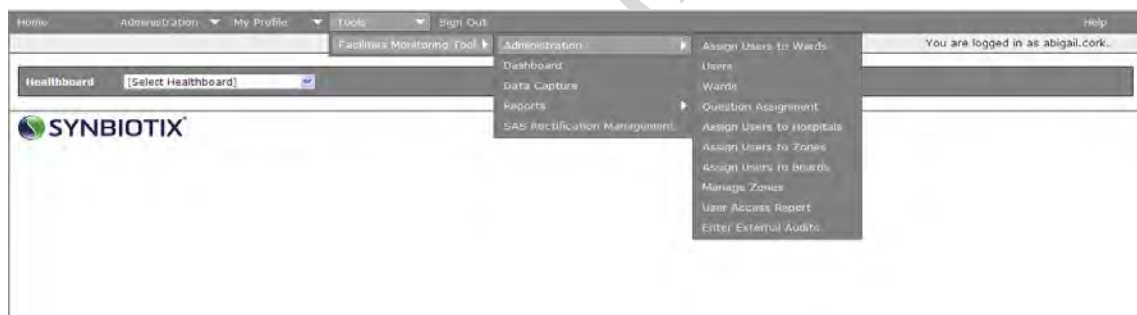 Home Administration My Profile Tools Sign Out Help
Facilities Monitoring Tool Administration Assign Users to Wards You are logged in as abigail.cork.
Dashboard Users
Healthboard [Select Healthboard] Data Capture Wards
Reports Question Assignment
SYNBIOTIX SAS Rectification Management Assign Users to Hospitals
Assign Users to Zones
Assign Users to Boards
Manage Zones
User Access Report
Enter External Audits